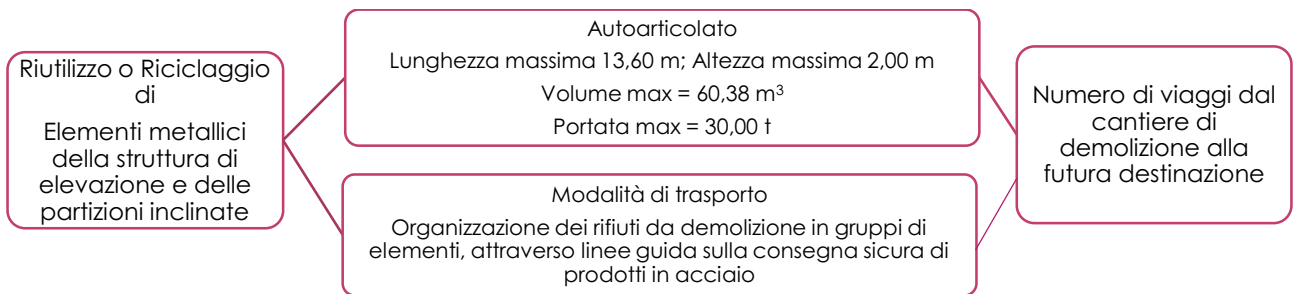 Riutilizzo o Riciclaggio
di
Elementi metallici
della struttura di
elevazione e delle
partizioni inclinate
Autoarticolato
Lunghezza massima 13,60 m; Altezza massima 2,00 m
Volume max = 60,38 m³
Portata max = 30,00 t
Modalità di trasporto
Organizzazione dei rifiuti da demolizione in gruppi di
elementi, attraverso linee guida sulla consegna sicura di
prodotti in acciaio
Numero di viaggi dal
cantiere di
demolizione alla
futura destinazione